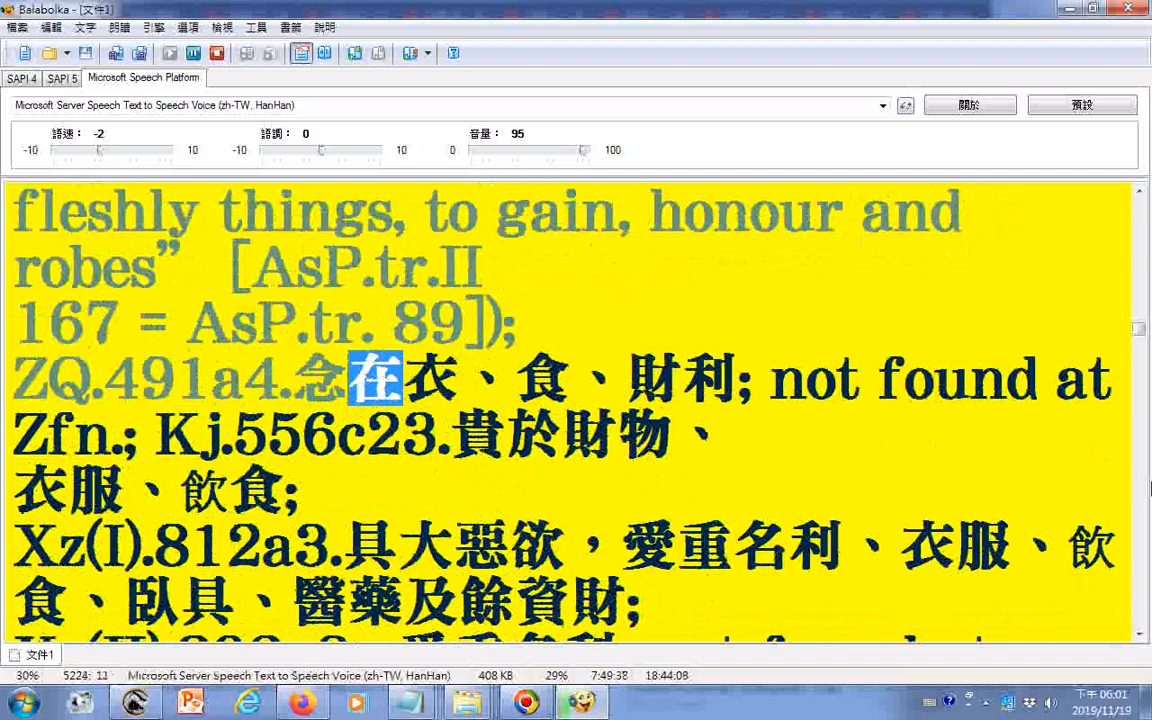 Balabolka - [文件1]
檔案 編輯 文字 朗讀 引擎 選項 檢視 工具 書籤 說明
SAPI 4 SAPI 5 Microsoft Speech Platform
Microsoft Server Speech Text to Speech Voice (zh-TW, HanHan) 關於 預設
語速： -2 語調： 0 音量： 95
-10 10 -10 10 0 100
fleshly things, to gain, honour and
robes” [AsP.tr.II
167 = AsP.tr. 89]);
ZQ.491a4.念在衣、食、財利; not found at
Zfn.; Kj.556c23.貴於財物、
衣服、飲食;
Xz(I).812a3.具大惡欲，愛重名利、衣服、飲
食、臥具、醫藥及餘資財;
文件1
30% 5224: 11 Microsoft Server Speech Text to Speech Voice (zh-TW, HanHan) 408 KB 29% 7:49:38 18:44:08
下午 06:01
2019/11/19